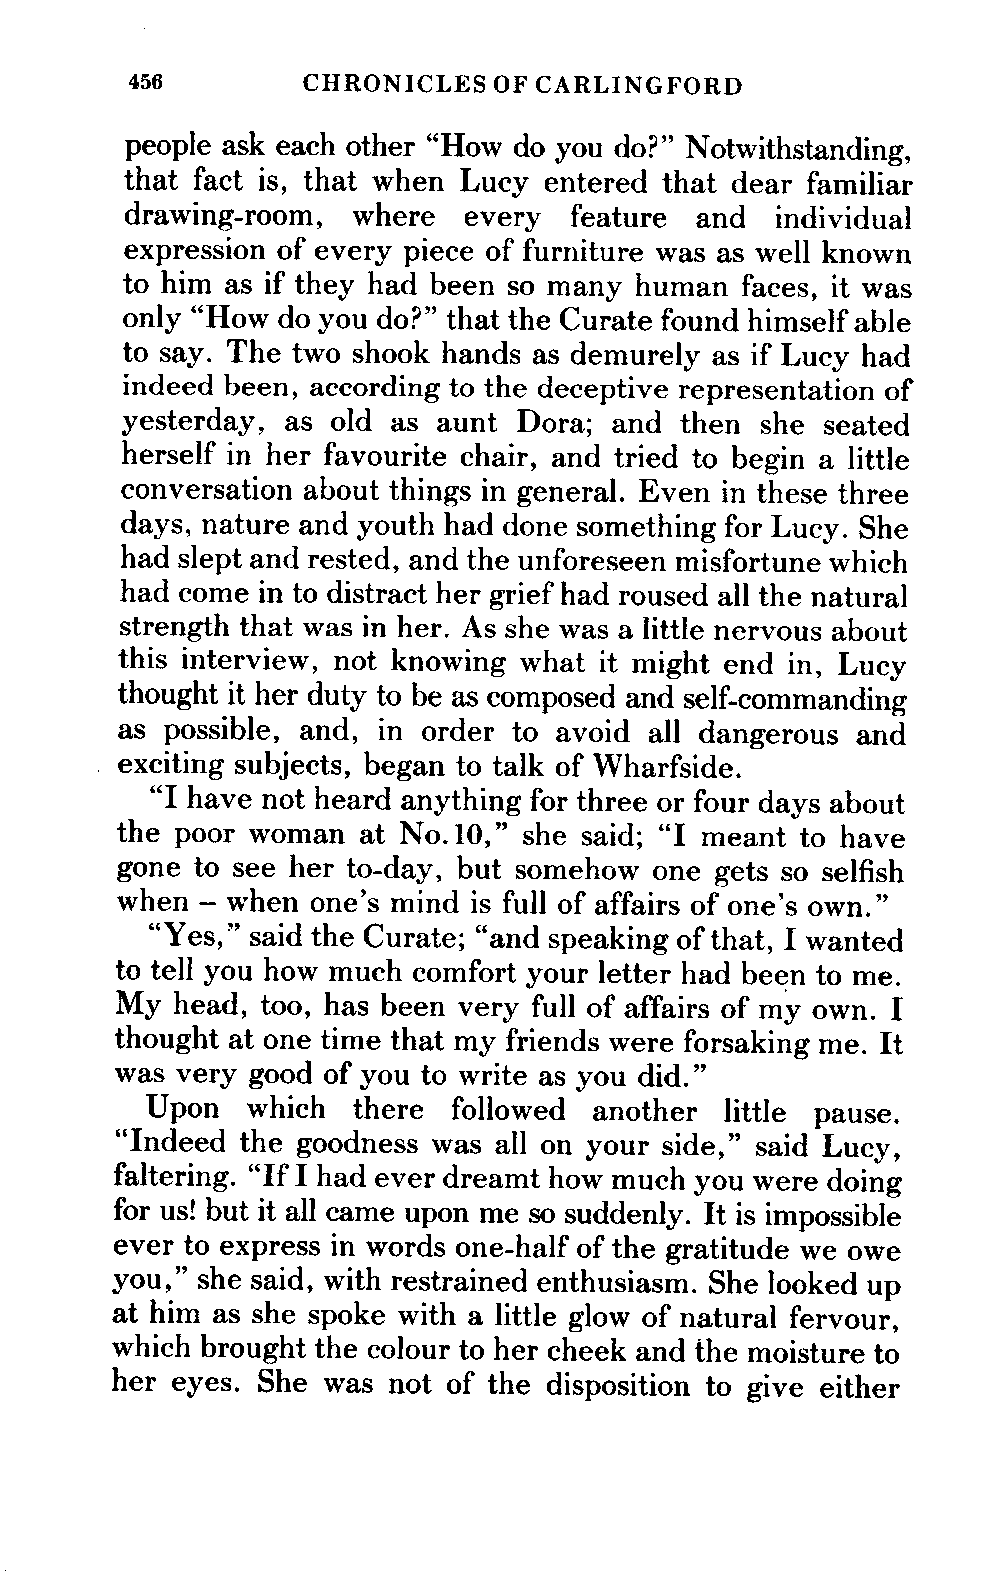 456 CHRONICLES OF CARLINGFORD
people ask each other “How do you do?” Notwithstanding,
that fact is, that when Lucy entered that dear familiar
drawing-room, where every feature and individual
expression of every piece of furniture was as well known
to him as if they had been so many human faces, it was
only “How do you do?” that the Curate found himself able
to say. The two shook hands as demurely as if Lucy had
indeed been, according to the deceptive representation of
yesterday, as old as aunt Dora; and then she seated
herself in her favourite chair, and tried to begin a little
conversation about things in general. Even in these three
days, nature and youth had done something for Lucy. She
had slept and rested, and the unforeseen misfortune which
had come in to distract her grief had roused all the natural
strength that was in her. As she was a little nervous about
this interview, not knowing what it might end in, Lucy
thought it her duty to be as composed and self-commanding
as possible, and, in order to avoid all dangerous and
exciting subjects, began to talk of Wharfside.
“I have not heard anything for three or four days about
the poor woman at No. 10,” she said; “I meant to have
gone to see her to-day, but somehow one gets so selfish
when – when one’s mind is full of affairs of one’s own.”
“Yes,” said the Curate; “and speaking of that, I wanted
to tell you how much comfort your letter had been to me.
My head, too, has been very full of affairs of my own. I
thought at one time that my friends were forsaking me. It
was very good of you to write as you did.”
Upon which there followed another little pause.
“Indeed the goodness was all on your side,” said Lucy,
faltering. “If I had ever dreamt how much you were doing
for us! but it all came upon me so suddenly. It is impossible
ever to express in words one-half of the gratitude we owe
you,” she said, with restrained enthusiasm. She looked up
at him as she spoke with a little glow of natural fervour,
which brought the colour to her cheek and the moisture to
her eyes. She was not of the disposition to give either